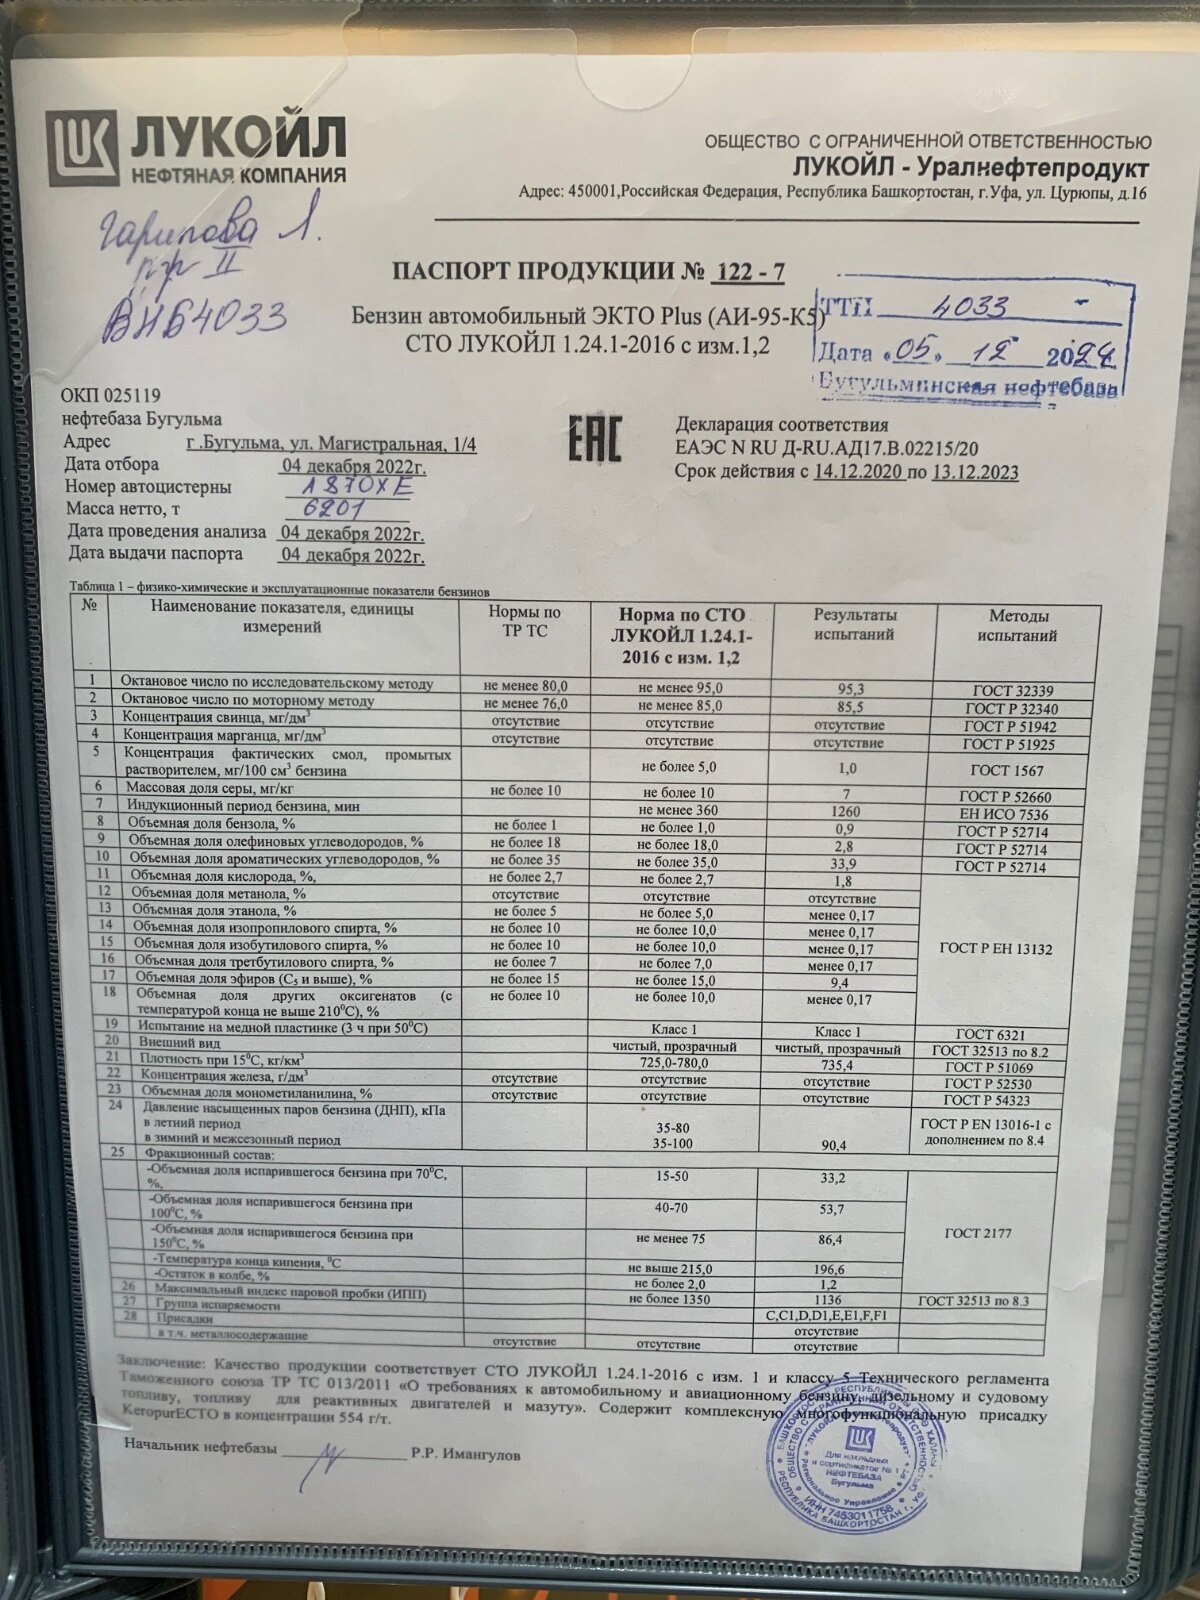 LUK ЛУКОЙЛ
НЕФТЯНАЯ КОМПАНИЯ
ОБЩЕСТВО С ОГРАНИЧЕННОЙ ОТВЕТСТВЕННОСТЬЮ
ЛУКОЙЛ - Уралнефтепродукт
Адрес: 450001,Российская Федерация, Республика Башкортостан, г.Уфа, ул. Цурюпы, д.16
Гарипова Л.
пр II
ВНБ4033
ПАСПОРТ ПРОДУКЦИИ № 122 - 7
Бензин автомобильный ЭКТО Plus (АИ-95-К5)
СТО ЛУКОЙЛ 1.24.1-2016 с изм.1,2
ТТН 4033 -
Дата «05» 12 2024
Бугульминская нефтебаза
ОКП 025119
нефтебаза Бугульма
Адрес г .Бугульма, ул. Магистральная, 1/4
Дата отбора 04 декабря 2022г.
Номер автоцистерны А870ХЕ
Масса нетто, т 6201
Дата проведения анализа 04 декабря 2022г.
Дата выдачи паспорта 04 декабря 2022г.
EAC
Декларация соответствия
ЕАЭС N RU Д-RU.АД17.В.02215/20
Срок действия с 14.12.2020 по 13.12.2023
Таблица 1 – физико-химические и эксплуатационные показатели бензинов
№ Наименование показателя, единицы измерений Нормы по ТР ТС Норма по СТО ЛУКОЙЛ 1.24.1-2016 с изм. 1,2 Результаты испытаний Методы испытаний
1 Октановое число по исследовательскому методу не менее 80,0 не менее 95,0 95,3 ГОСТ 32339
2 Октановое число по моторному методу не менее 76,0 не менее 85,0 85,5 ГОСТ Р 32340
3 Концентрация свинца, мг/дм³ отсутствие отсутствие отсутствие ГОСТ Р 51942
4 Концентрация марганца, мг/дм³ отсутствие отсутствие отсутствие ГОСТ Р 51925
5 Концентрация фактических смол, промытых
растворителем, мг/100 см³ бензина не более 5,0 1,0 ГОСТ 1567
6 Массовая доля серы, мг/кг не более 10 не более 10 7 ГОСТ Р 52660
7 Индукционный период бензина, мин не менее 360 1260 ЕН ИСО 7536
8 Объемная доля бензола, % не более 1 не более 1,0 0,9 ГОСТ Р 52714
9 Объемная доля олефиновых углеводородов, % не более 18 не более 18,0 2,8 ГОСТ Р 52714
10 Объемная доля ароматических углеводородов, % не более 35 не более 35,0 33,9 ГОСТ Р 52714
11 Объемная доля кислорода, %, не более 2,7 не более 2,7 1,8
12 Объемная доля метанола, % отсутствие отсутствие отсутствие
13 Объемная доля этанола, % не более 5 не более 5,0 менее 0,17
14 Объемная доля изопропилового спирта, % не более 10 не более 10,0 менее 0,17
15 Объемная доля изобутилового спирта, % не более 10 не более 10,0 менее 0,17 ГОСТ Р ЕН 13132
16 Объемная доля третбутилового спирта, % не более 7 не более 7,0 менее 0,17
17 Объемная доля эфиров (С₅ и выше), % не более 15 не более 15,0 9,4
18 Объемная доля других оксигенатов (с
температурой конца не выше 210⁰С), % не более 10 не более 10,0 менее 0,17
19 Испытание на медной пластинке (3 ч при 50⁰С) Класс 1 Класс 1 ГОСТ 6321
20 Внешний вид чистый, прозрачный чистый, прозрачный ГОСТ 32513 по 8.2
21 Плотность при 15⁰С, кг/км³ 725,0-780,0 735,4 ГОСТ Р 51069
22 Концентрация железа, г/дм³ отсутствие отсутствие отсутствие ГОСТ Р 52530
23 Объемная доля монометиланилина, % отсутствие отсутствие отсутствие ГОСТ Р 54323
24 Давление насыщенных паров бензина (ДНП), кПа
в летний период 35-80
в зимний и межсезонный период 35-100 90,4 ГОСТ Р EN 13016-1 с дополнением по 8.4
25 Фракционный состав:
-Объемная доля испарившегося бензина при 70⁰С, %, 15-50 33,2
-Объемная доля испарившегося бензина при 100⁰С, % 40-70 53,7
-Объемная доля испарившегося бензина при 150⁰С, % не менее 75 86,4 ГОСТ 2177
-Температура конца кипения, ⁰С не выше 215,0 196,6
-Остаток в колбе, % не более 2,0 1,2
26 Максимальный индекс паровой пробки (ИПП) не более 1350 1136 ГОСТ 32513 по 8.3
27 Группа испаряемости C,C1,D,D1,E,E1,F,F1
28 Присадки отсутствие
в т.ч. металлосодержащие отсутствие отсутствие отсутствие
Заключение: Качество продукции соответствует СТО ЛУКОЙЛ 1.24.1-2016 с изм. 1 и классу 5 Технического регламента
Таможенного союза ТР ТС 013/2011 «О требованиях к автомобильному и авиационному бензину, дизельному и судовому
топливу, топливу для реактивных двигателей и мазуту». Содержит комплексную многофункциональную присадку
KeropurECTO в концентрации 554 г/т.
Начальник нефтебазы Р.Р. Имангулов
LUK
Для накладных
и сертификатов № 1
НЕФТЕБАЗА
Бугульма
Региональное Управление
ИНН 7453011758
РЕСПУБЛИКА БАШКОРТОСТАН